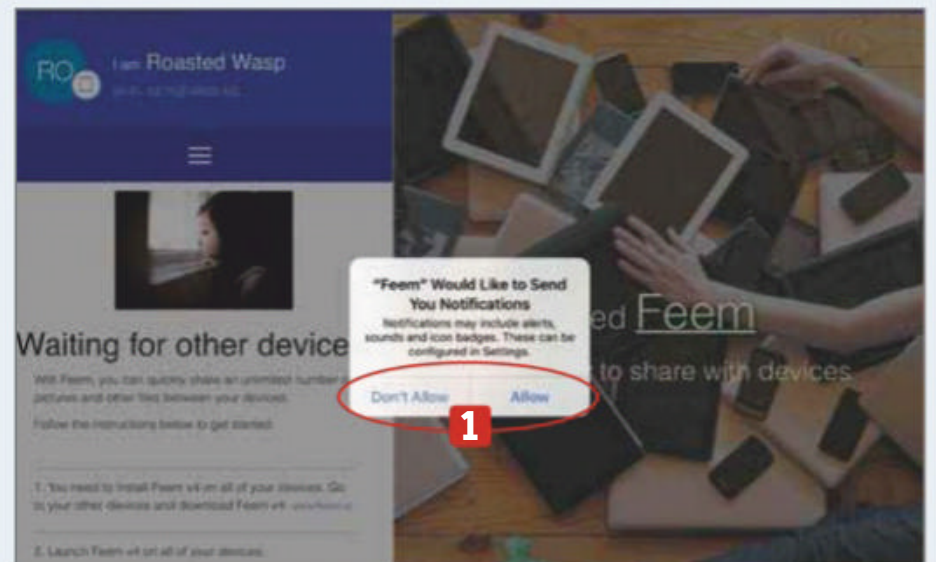 RO
I am Roasted Wasp
Waiting for other device
With Feem, you can quickly share an unlimited number
pictures and other files between your devices.
Follow the instructions below to get started:
1. You need to install Feem v4 on all of your devices. Go
to your other devices and download Feem v4:
2. Launch Feem v4 on all of your devices.
"Feem" Would Like to Send
You Notifications
Notifications may include alerts,
sounds and icon badges. These can be
configured in Settings.
Don't Allow
Allow
1
ed Feem
to share with devices